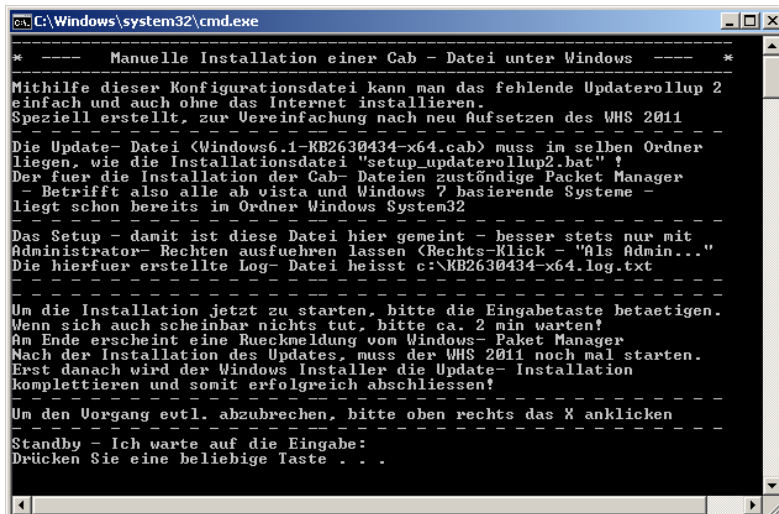 C:\Windows\system32\cmd.exe
* ---- Manuelle Installation einer Cab - Datei unter Windows ---- *
Mithilfe dieser Konfigurationsdatei kann man das fehlende Updaterollup 2
einfach und auch ohne das Internet installieren.
Speziell erstellt, zur Vereinfachung nach neu Aufsetzen des WHS 2011
Die Update- Datei (Windows6.1-KB2630434-x64.cab) muss im selben Ordner
liegen, wie die Installationsdatei "setup_updaterollup2.bat" !
Der fuer die Installation der Cab- Dateien zustõndige Packet Manager
- Betrifft also alle ab vista und Windows 7 basierende Systeme -
liegt schon bereits im Ordner Windows System32
Das Setup - damit ist diese Datei hier gemeint - besser stets nur mit
Administrator- Rechten ausfuehren lassen (Rechts-Klick - "Als Admin..."
Die hierfuer erstellte Log- Datei heisst c:\KB2630434-x64.log.txt
Um die Installation jetzt zu starten, bitte die Eingabetaste betaetigen.
Wenn sich auch scheinbar nichts tut, bitte ca. 2 min warten!
Am Ende erscheint eine Rueckmeldung vom Windows- Paket Manager
Nach der Installation des Updates, muss der WHS 2011 noch mal starten.
Erst danach wird der Windows Installer die Update- Installation
komplettieren und somit erfolgreich abschliessen!
Um den Vorgang evtl. abzubrechen, bitte oben rechts das X anklicken
Standby - Ich warte auf die Eingabe:
Drücken Sie eine beliebige Taste . . .